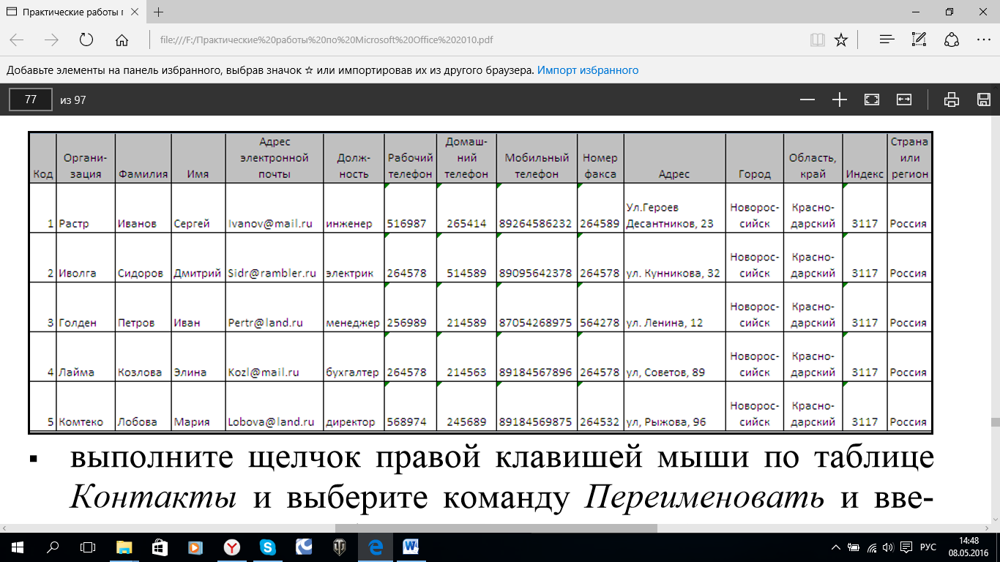 Практические работы п
file:///F:/Практические%20работы%20по%20Microsoft%20Office%202010.pdf
Добавьте элементы на панель избранного, выбрав значок ☆ или импортировав их из другого браузера. Импорт избранного
77 из 97
Код Органи-зация Фамилия Имя Адрес электронной почты Долж-ность Рабочий телефон Домаш-ний телефон Мобильный телефон Номер факса Адрес Город Область, край Индекс Страна или регион
1 Растр Иванов Сергей Ivanov@mail.ru инженер 516987 265414 89264586232 264589 Ул.Героев Десантников, 23 Новорос-сийск Красно-дарский 3117 Россия
2 Иволга Сидоров Дмитрий Sidr@rambler.ru электрик 264578 514589 89095642378 264578 ул. Кунникова, 32 Новорос-сийск Красно-дарский 3117 Россия
3 Голден Петров Иван Pertr@land.ru менеджер 256989 214589 87054268975 564278 ул. Ленина, 12 Новорос-сийск Красно-дарский 3117 Россия
4 Лайма Козлова Элина Kozl@mail.ru бухгалтер 264578 214563 89184567896 264578 ул, Советов, 89 Новорос-сийск Красно-дарский 3117 Россия
5 Комтеко Лобова Мария Lobova@land.ru директор 568974 245689 89184569875 264532 ул, Рыжова, 96 Новорос-сийск Красно-дарский 3117 Россия
▪ выполните щелчок правой клавишей мыши по таблице
Контакты и выберите команду Переименовать и вве-
РУС
14:48
08.05.2016